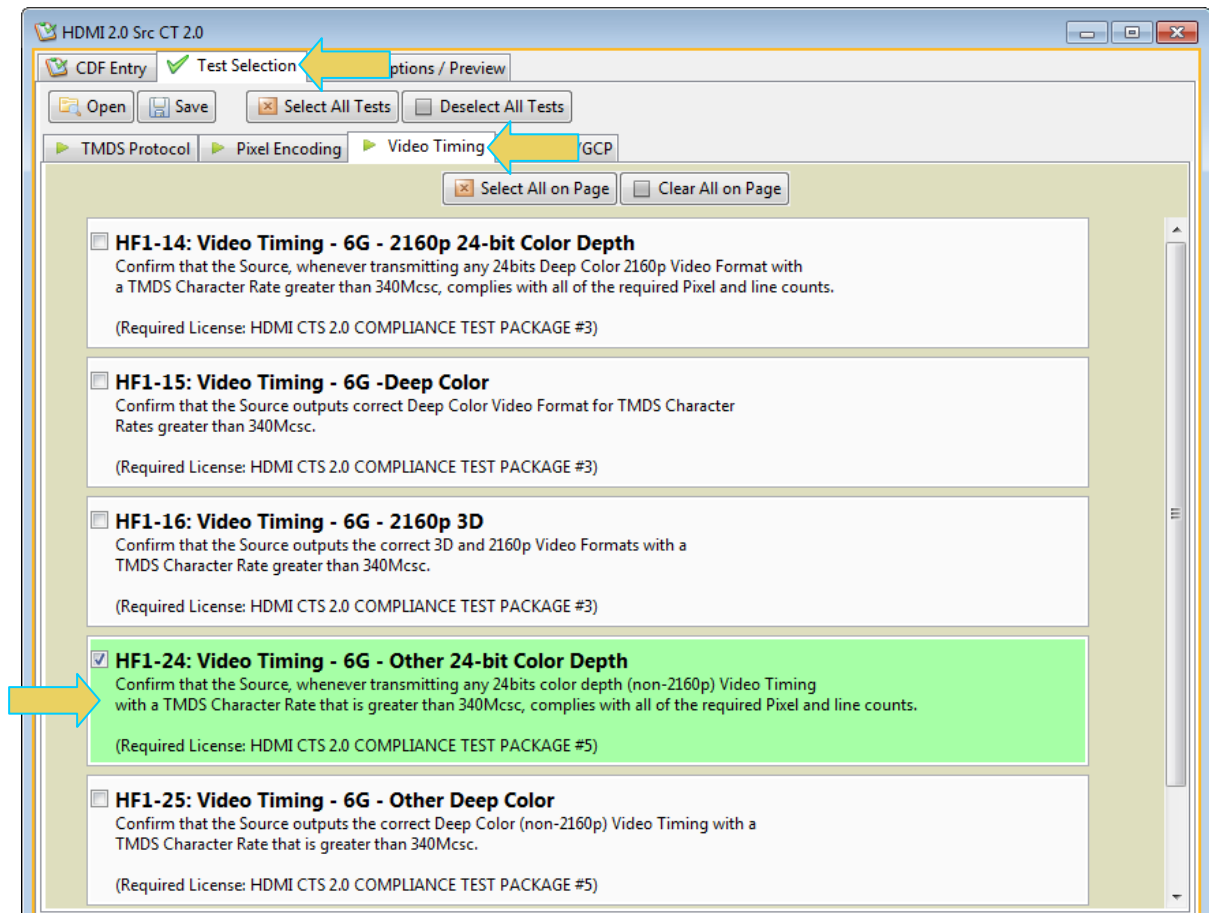 HDMI 2.0 Src CT 2.0
CDF Entry Test Selection ptions / Preview
Open Save Select All Tests Deselect All Tests
TMDS Protocol Pixel Encoding Video Timing /GCP
Select All on Page Clear All on Page
HF1-14: Video Timing - 6G - 2160p 24-bit Color Depth
Confirm that the Source, whenever transmitting any 24bits Deep Color 2160p Video Format with
a TMDS Character Rate greater than 340Mcsc, complies with all of the required Pixel and line counts.
(Required License: HDMI CTS 2.0 COMPLIANCE TEST PACKAGE #3)
HF1-15: Video Timing - 6G -Deep Color
Confirm that the Source outputs correct Deep Color Video Format for TMDS Character
Rates greater than 340Mcsc.
(Required License: HDMI CTS 2.0 COMPLIANCE TEST PACKAGE #3)
HF1-16: Video Timing - 6G - 2160p 3D
Confirm that the Source outputs the correct 3D and 2160p Video Formats with a
TMDS Character Rate greater than 340Mcsc.
(Required License: HDMI CTS 2.0 COMPLIANCE TEST PACKAGE #3)
HF1-24: Video Timing - 6G - Other 24-bit Color Depth
Confirm that the Source, whenever transmitting any 24bits color depth (non-2160p) Video Timing
with a TMDS Character Rate that is greater than 340Mcsc, complies with all of the required Pixel and line counts.
(Required License: HDMI CTS 2.0 COMPLIANCE TEST PACKAGE #5)
HF1-25: Video Timing - 6G - Other Deep Color
Confirm that the Source outputs the correct Deep Color (non-2160p) Video Timing with a
TMDS Character Rate that is greater than 340Mcsc.
(Required License: HDMI CTS 2.0 COMPLIANCE TEST PACKAGE #5)